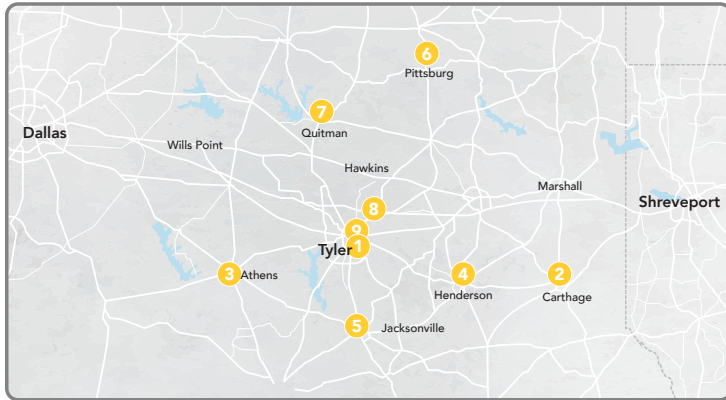 6
Pittsburg
7
Quitman
Dallas
Wills Point
Hawkins
Marshall
Shreveport
8
9
Tyler 1
3 Athens
4
Henderson
2
Carthage
5 Jacksonville